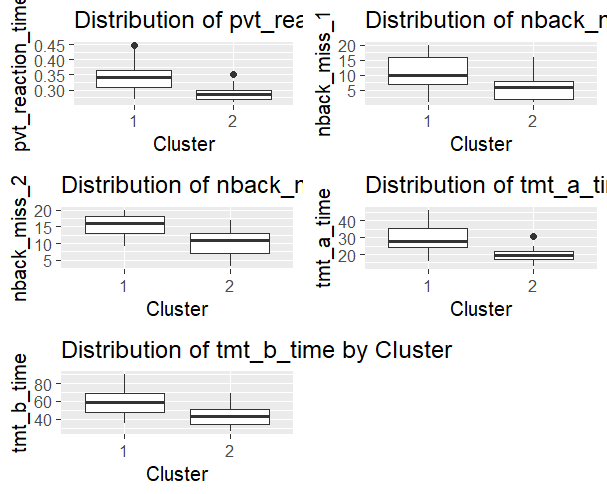 Distribution of pvt_rea
pvt_reaction_time
0.45
0.40
0.35
0.30
1
2
Cluster
Distribution of nback_m
nback_miss_1
20
15
10
5
1
2
Cluster
Distribution of nback_m
nback_miss_2
20
15
10
5
1
2
Cluster
Distribution of tmt_a_tim
tmt_a_time
40
30
20
1
2
Cluster
Distribution of tmt_b_time by Cluster
tmt_b_time
80
60
40
1
2
Cluster